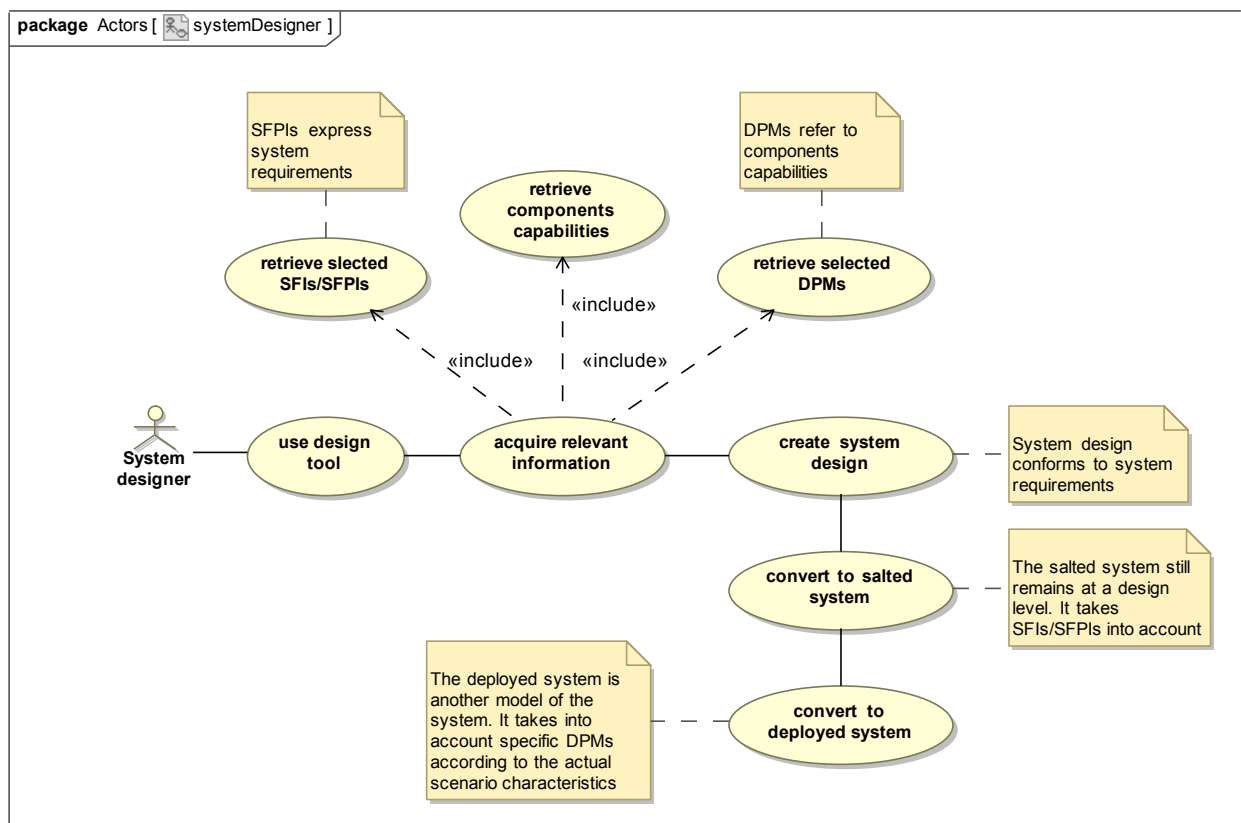 package Actors [ systemDesigner ]
SFPIs express
system
requirements
DPMs refer to
components
capabilities
retrieve
components
capabilities
retrieve slected
SFIs/SFPIs
retrieve selected
DPMs
«include»
«include»
«include»
System
designer
use design
tool
acquire relevant
information
create system
design
System design
conforms to system
requirements
convert to salted
system
The salted system still
remains at a design
level. It takes
SFIs/SFPIs into account
The deployed system is
another model of the
system. It takes into
account specific DPMs
according to the actual
scenario characteristics
convert to
deployed system